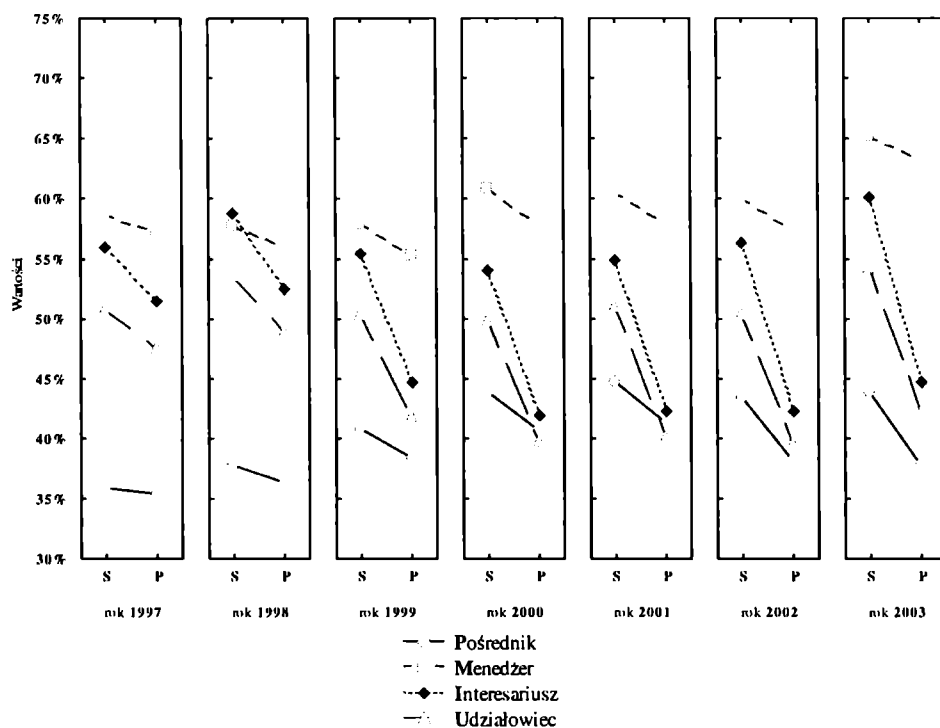 75%
70%
65%
60%
55%
50%
45%
40%
35%
30%
Wartości
S P S P S P S P S P S P S P
rok 1997 rok 1998 rok 1999 rok 2000 rok 2001 rok 2002 rok 2003
Pośrednik
Menedżer
Interesariusz
Udziałowiec